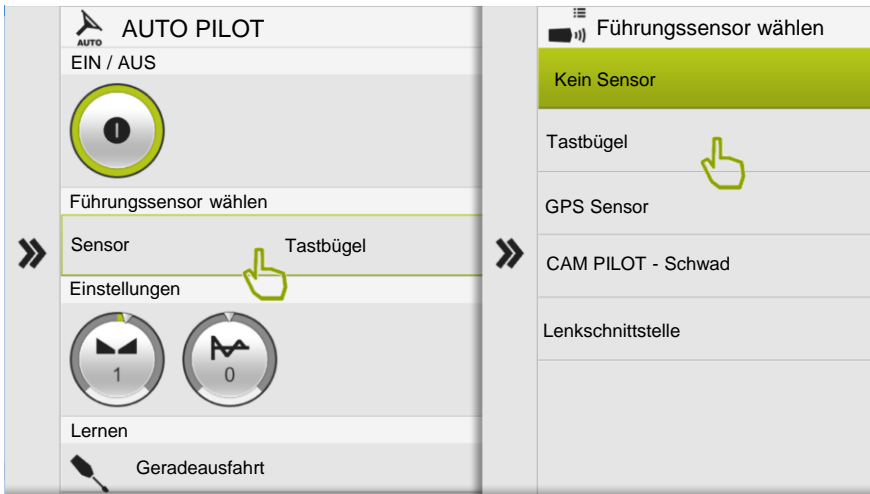 AUTO
AUTO PILOT
EIN / AUS
Führungssensor wählen
Sensor Tastbügel
Einstellungen
1
0
Lernen
Geradeausfahrt
Führungssensor wählen
Kein Sensor
Tastbügel
GPS Sensor
CAM PILOT - Schwad
Lenkschnittstelle